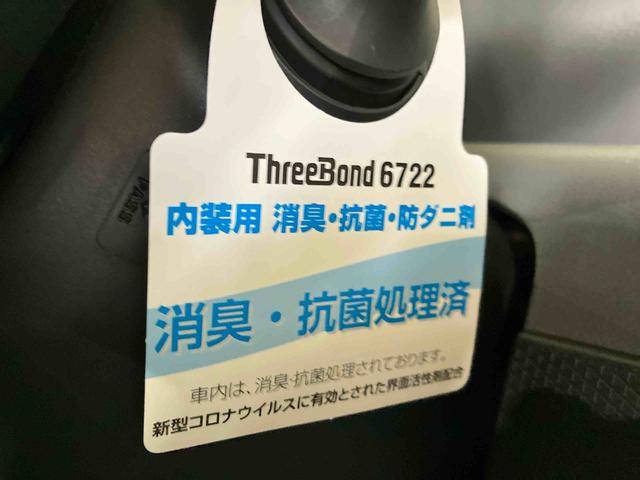 ThreeBond 6722
内装用 消臭・抗菌・防ダニ剤
消臭・抗菌処理済
車内は、消臭・抗菌処理されております。
新型コロナウイルスに有効とされた界面活性剤配合